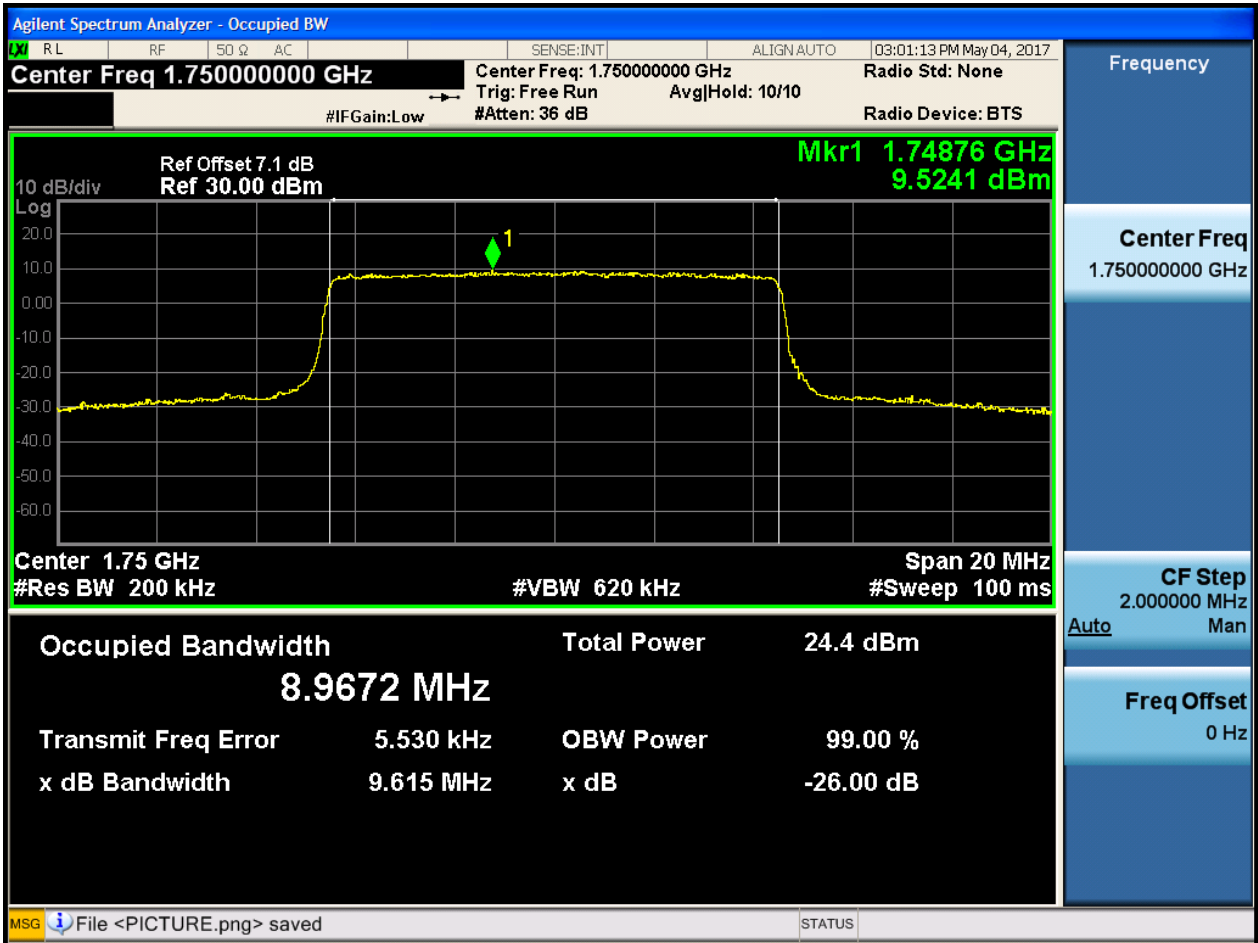 Agilent Spectrum Analyzer - Occupied BW
LXI RL RF 50 Ω AC SENSE:INT ALIGN AUTO 03:01:13 PM May 04, 2017
Center Freq 1.750000000 GHz
Center Freq: 1.750000000 GHz
Radio Std: None
Trig: Free Run Avg|Hold: 10/10
#IFGain:Low
#Atten: 36 dB
Radio Device: BTS
Mkr1 1.74876 GHz
9.5241 dBm
Ref Offset 7.1 dB
10 dB/div Ref 30.00 dBm
Log
20.0
10.0
0.00
-10.0
-20.0
-30.0
-40.0
-50.0
-60.0
1
Center 1.75 GHz Span 20 MHz
#Res BW 200 kHz #VBW 620 kHz #Sweep 100 ms
Occupied Bandwidth Total Power 24.4 dBm
8.9672 MHz
Transmit Freq Error 5.530 kHz OBW Power 99.00 %
x dB Bandwidth 9.615 MHz x dB -26.00 dB
Frequency
Center Freq
1.750000000 GHz
CF Step
2.000000 MHz
Auto Man
Freq Offset
0 Hz
MSG File <PICTURE.png> saved STATUS